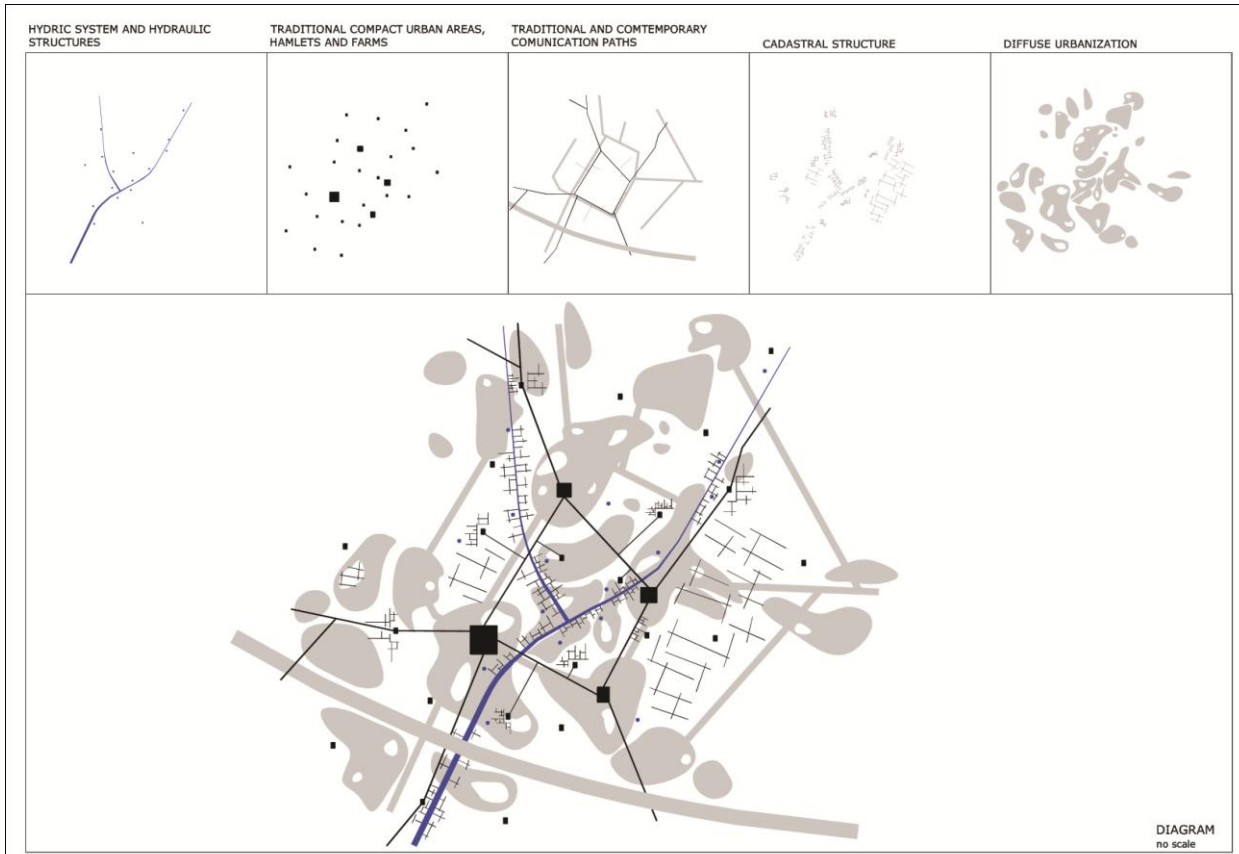 HYDRIC SYSTEM AND HYDRAULIC
STRUCTURES
TRADITIONAL COMPACT URBAN AREAS,
HAMLETS AND FARMS
TRADITIONAL AND COMTEMPORARY
COMUNICATION PATHS
CADASTRAL STRUCTURE
DIFFUSE URBANIZATION
DIAGRAM
no scale